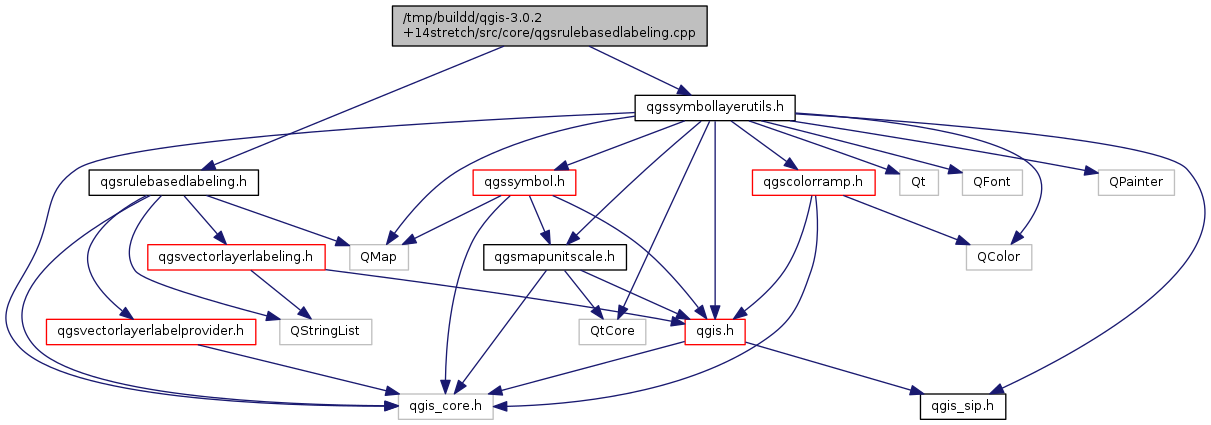 /tmp/buildd/qgis-3.0.2
+14stretch/src/core/qgsrulebasedlabeling.cpp
qgssymbollayerutils.h
qgsrulebasedlabeling.h
qgssymbol.h
qgscolorramp.h
Qt
QFont
QPainter
qgsvectorlayerlabeling.h
QMap
qgsmapunitscale.h
QColor
qgsvectorlayerlabelprovider.h
QStringList
QtCore
qgis.h
qgis_core.h
qgis_sip.h